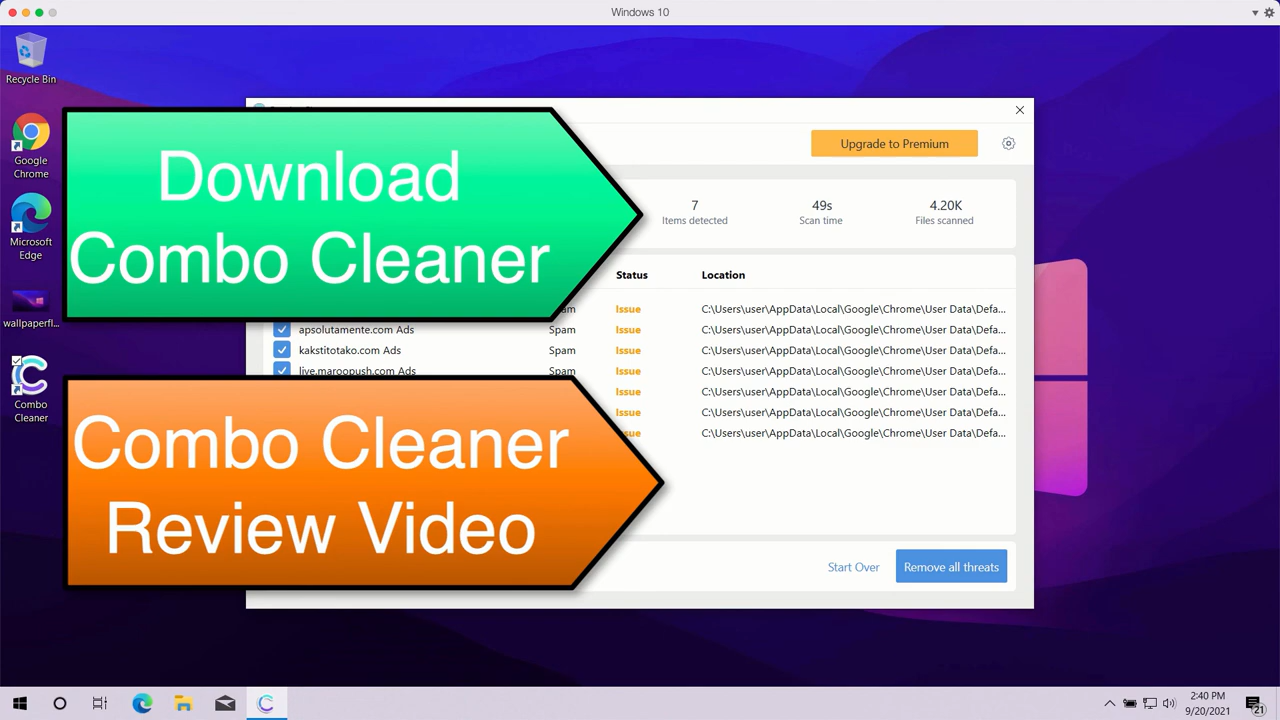 Windows 10
Recycle Bin
Google
Chrome
Microsoft
Edge
wallpaperfl...
Combo
Cleaner
Download
Combo Cleaner
Combo Cleaner
Review Video
Upgrade to Premium
7
Items detected
49s
Scan time
4.20K
Files scanned
Status
Location
Issue
C:\Users\user\AppData\Local\Google\Chrome\User Data\Defa...
apsolutamente.com Ads
Spam
Issue
C:\Users\user\AppData\Local\Google\Chrome\User Data\Defa...
kakstitotako.com Ads
Spam
Issue
C:\Users\user\AppData\Local\Google\Chrome\User Data\Defa...
live.maroopush.com Ads
Spam
Issue
C:\Users\user\AppData\Local\Google\Chrome\User Data\Defa...
Issue
C:\Users\user\AppData\Local\Google\Chrome\User Data\Defa...
Issue
C:\Users\user\AppData\Local\Google\Chrome\User Data\Defa...
C:\Users\user\AppData\Local\Google\Chrome\User Data\Defa...
Start Over
Remove all threats
2:40 PM
9/20/2021
21